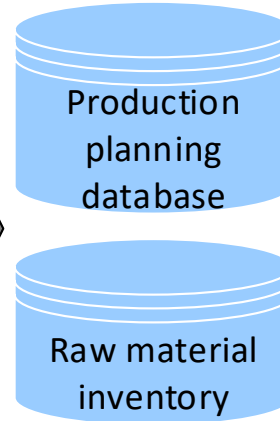 Production
planning
database
Raw material
inventory